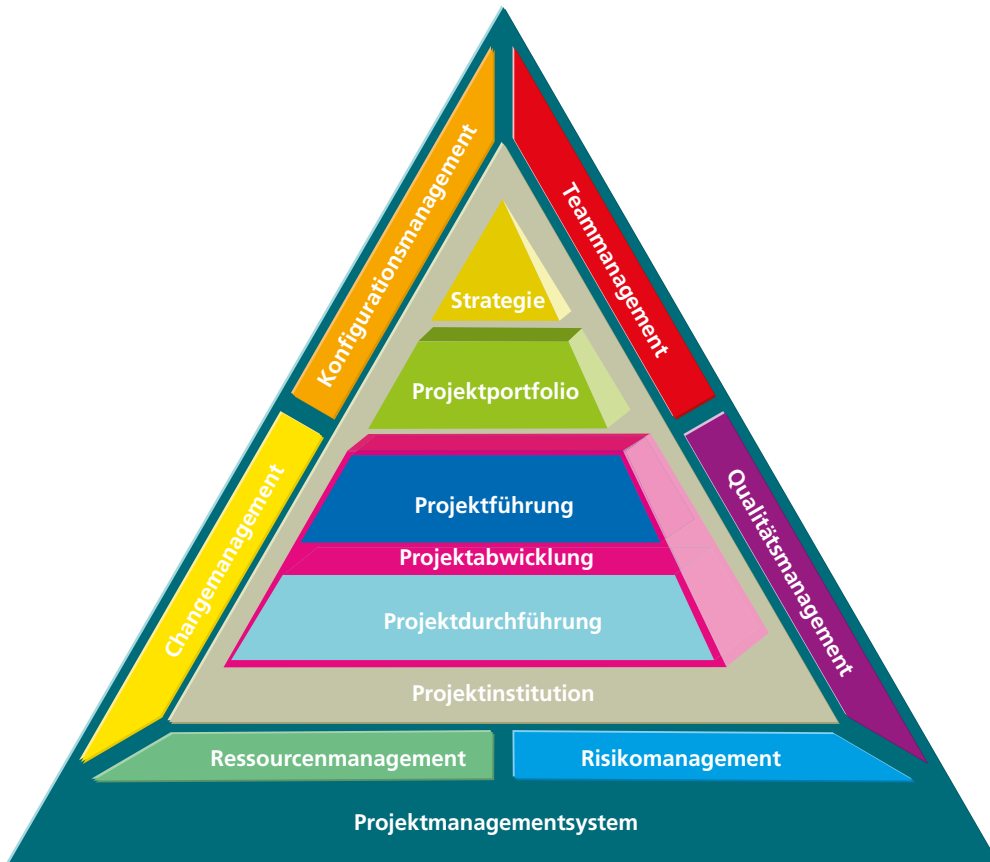 Konfigurationsmanagement
Teammanagement
Strategie
Projektportfolio
Changemanagement
Qualitätsmanagement
Projektführung
Projektabwicklung
Projektdurchführung
Projektinstitution
Ressourcenmanagement
Risikomanagement
Projektmanagementsystem